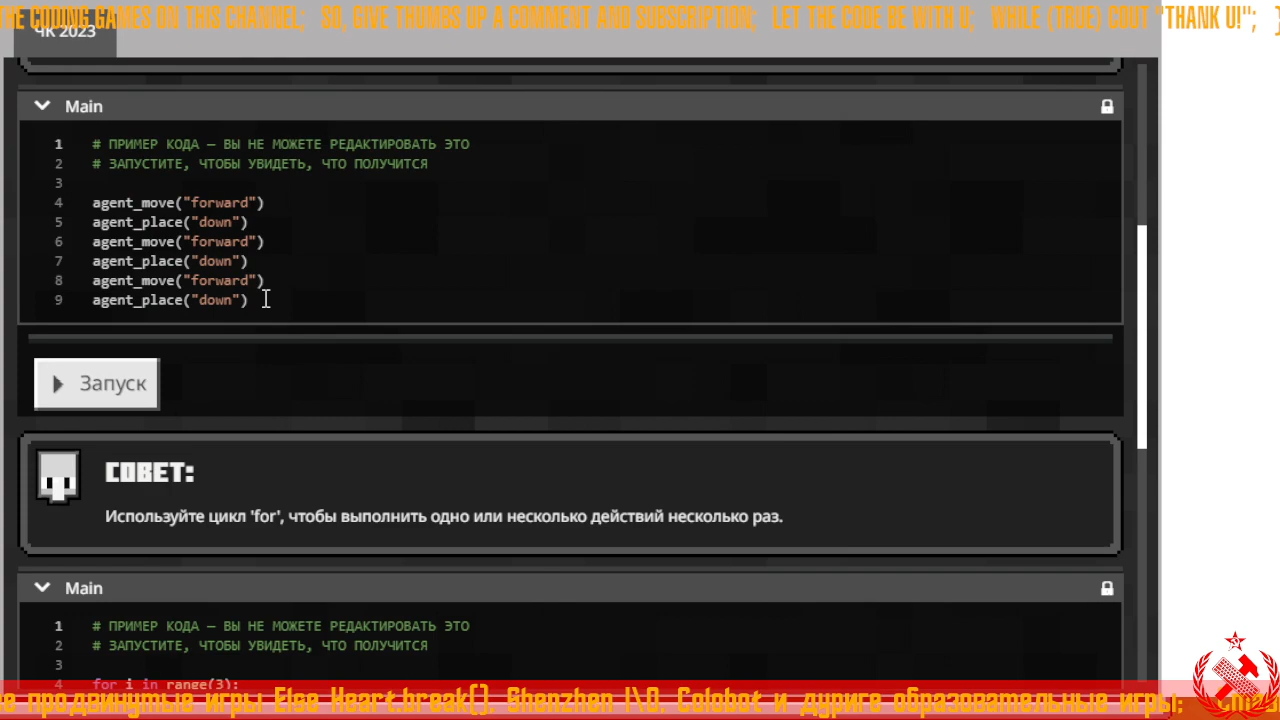 THE CODING GAMES ON THIS CHANNEL; SO, GIVE THUMBS UP A COMMENT AND SUBSCRIPTION; LET THE CODE BE WITH U; WHILE (TRUE) COUT "THANK U!"; }
ЧК 2023
Main
1 # ПРИМЕР КОДА — ВЫ НЕ МОЖЕТЕ РЕДАКТИРОВАТЬ ЭТО
2 # ЗАПУСТИТЕ, ЧТОБЫ УВИДЕТЬ, ЧТО ПОЛУЧИТСЯ
3
4 agent_move("forward")
5 agent_place("down")
6 agent_move("forward")
7 agent_place("down")
8 agent_move("forward")
9 agent_place("down")
Запуск
СОВЕТ:
Используйте цикл 'for', чтобы выполнить одно или несколько действий несколько раз.
Main
1 # ПРИМЕР КОДА — ВЫ НЕ МОЖЕТЕ РЕДАКТИРОВАТЬ ЭТО
2 # ЗАПУСТИТЕ, ЧТОБЫ УВИДЕТЬ, ЧТО ПОЛУЧИТСЯ
3
4 for i in range(3):
е продвинутые игры Else Heart.break(), Shenzhen I\O, Colobot и дуриге образовательные игры;